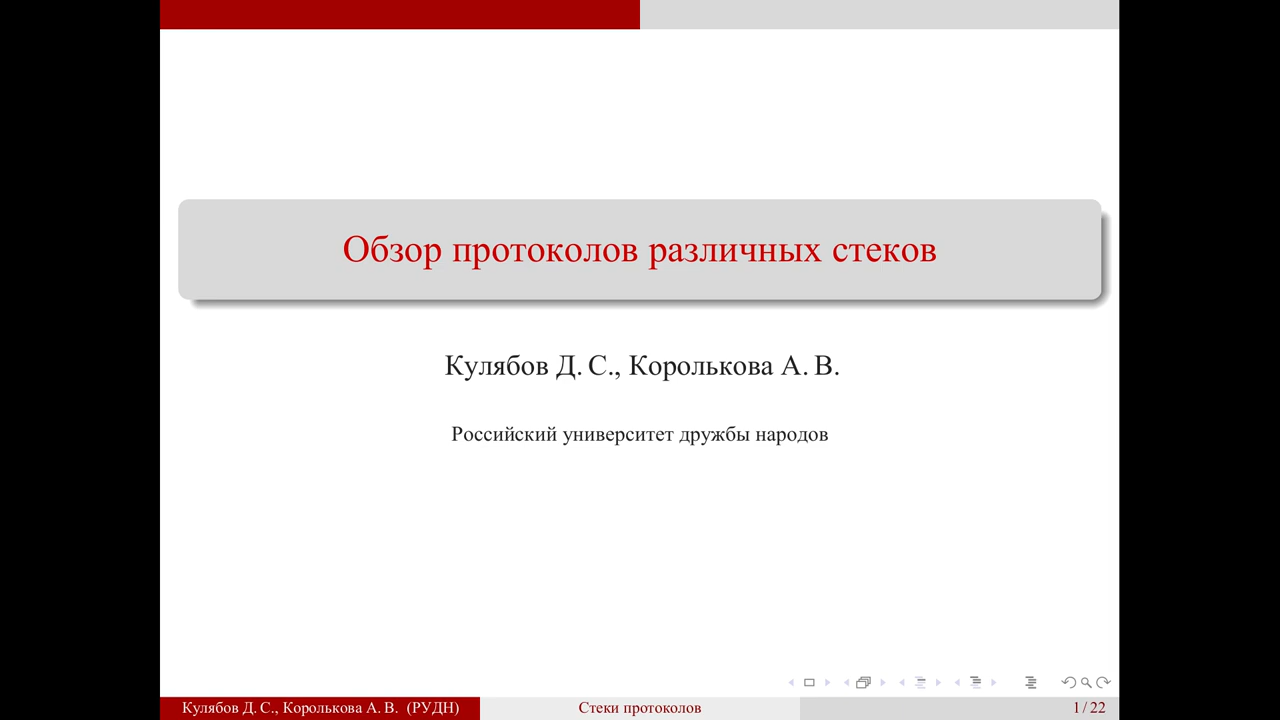 Обзор протоколов различных стеков
Кулябов Д. С., Королькова А. В.
Российский университет дружбы народов
Кулябов Д. С., Королькова А. В. (РУДН)
Стеки протоколов
1 / 22